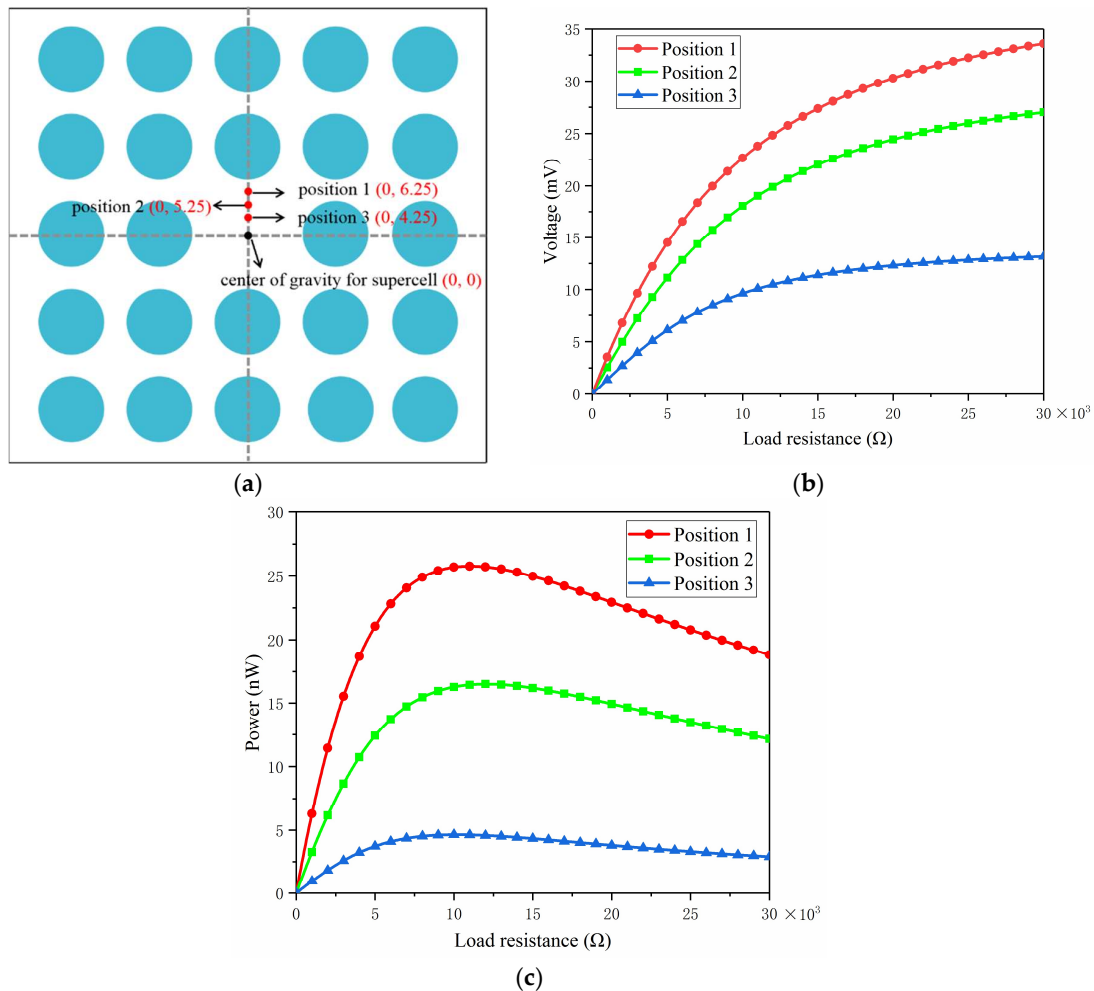 position 1 (0, 6.25)
position 2 (0, 5.25)
position 3 (0, 4.25)
center of gravity for supercell (0, 0)
(a)
35
30
25
20
15
10
5
0
Voltage (mV)
Position 1
Position 2
Position 3
0 5 10 15 20 25 30 ×10³
Load resistance (Ω)
(b)
30
25
20
15
10
5
0
Power (nW)
Position 1
Position 2
Position 3
0 5 10 15 20 25 30 ×10³
Load resistance (Ω)
(c)